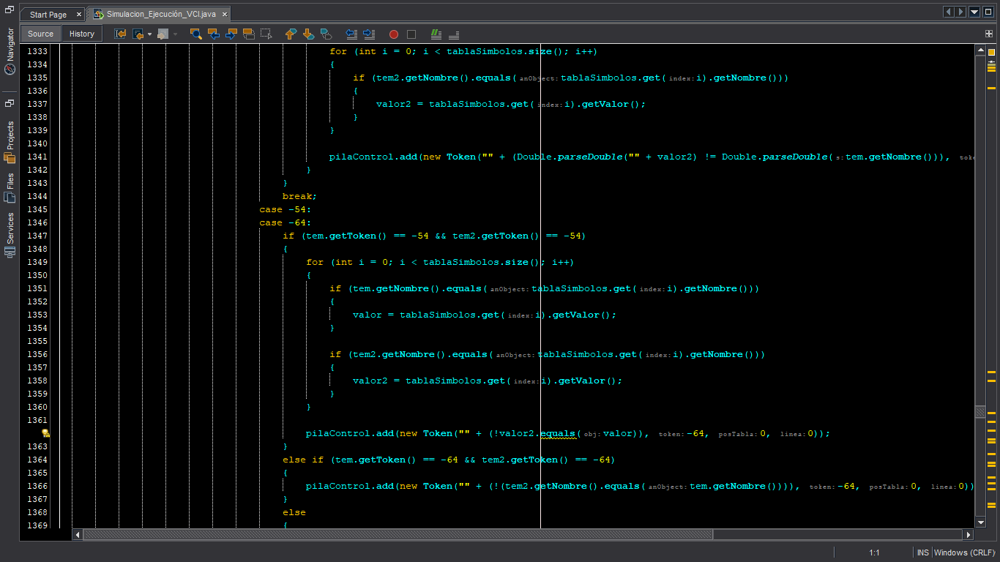 Start Page
Simulacion_Ejecución_VCI.java
Source History
Navigator
Projects
Files
Services
1333 for (int i = 0; i < tablaSimbolos.size(); i++)
1334 {
1335 if (tem2.getNombre().equals( anObject: tablaSimbolos.get( index: i).getNombre()))
1336 {
1337 valor2 = tablaSimbolos.get( index: i).getValor();
1338 }
1339 }
1340
1341 pilaControl.add(new Token("" + (Double.parseDouble("" + valor2) != Double.parseDouble( s: tem.getNombre())),
1342 }
1343 }
1344 break;
1345 case -54:
1346 case -64:
1347 if (tem.getToken() == -54 && tem2.getToken() == -54)
1348 {
1349 for (int i = 0; i < tablaSimbolos.size(); i++)
1350 {
1351 if (tem.getNombre().equals( anObject: tablaSimbolos.get( index: i).getNombre()))
1352 {
1353 valor = tablaSimbolos.get( index: i).getValor();
1354 }
1355
1356 if (tem2.getNombre().equals( anObject: tablaSimbolos.get( index: i).getNombre()))
1357 {
1358 valor2 = tablaSimbolos.get( index: i).getValor();
1359 }
1360 }
1361
pilaControl.add(new Token("" + (!valor2.equals( obj: valor)), token: -64, posTabla: 0, linea: 0));
1363 }
1364 else if (tem.getToken() == -64 && tem2.getToken() == -64)
1365 {
1366 pilaControl.add(new Token("" + (!(tem2.getNombre().equals( anObject: tem.getNombre()))), token: -64, posTabla: 0, linea: 0))
1367 }
1368 else
1369 {
1:1 INS Windows (CRLF)